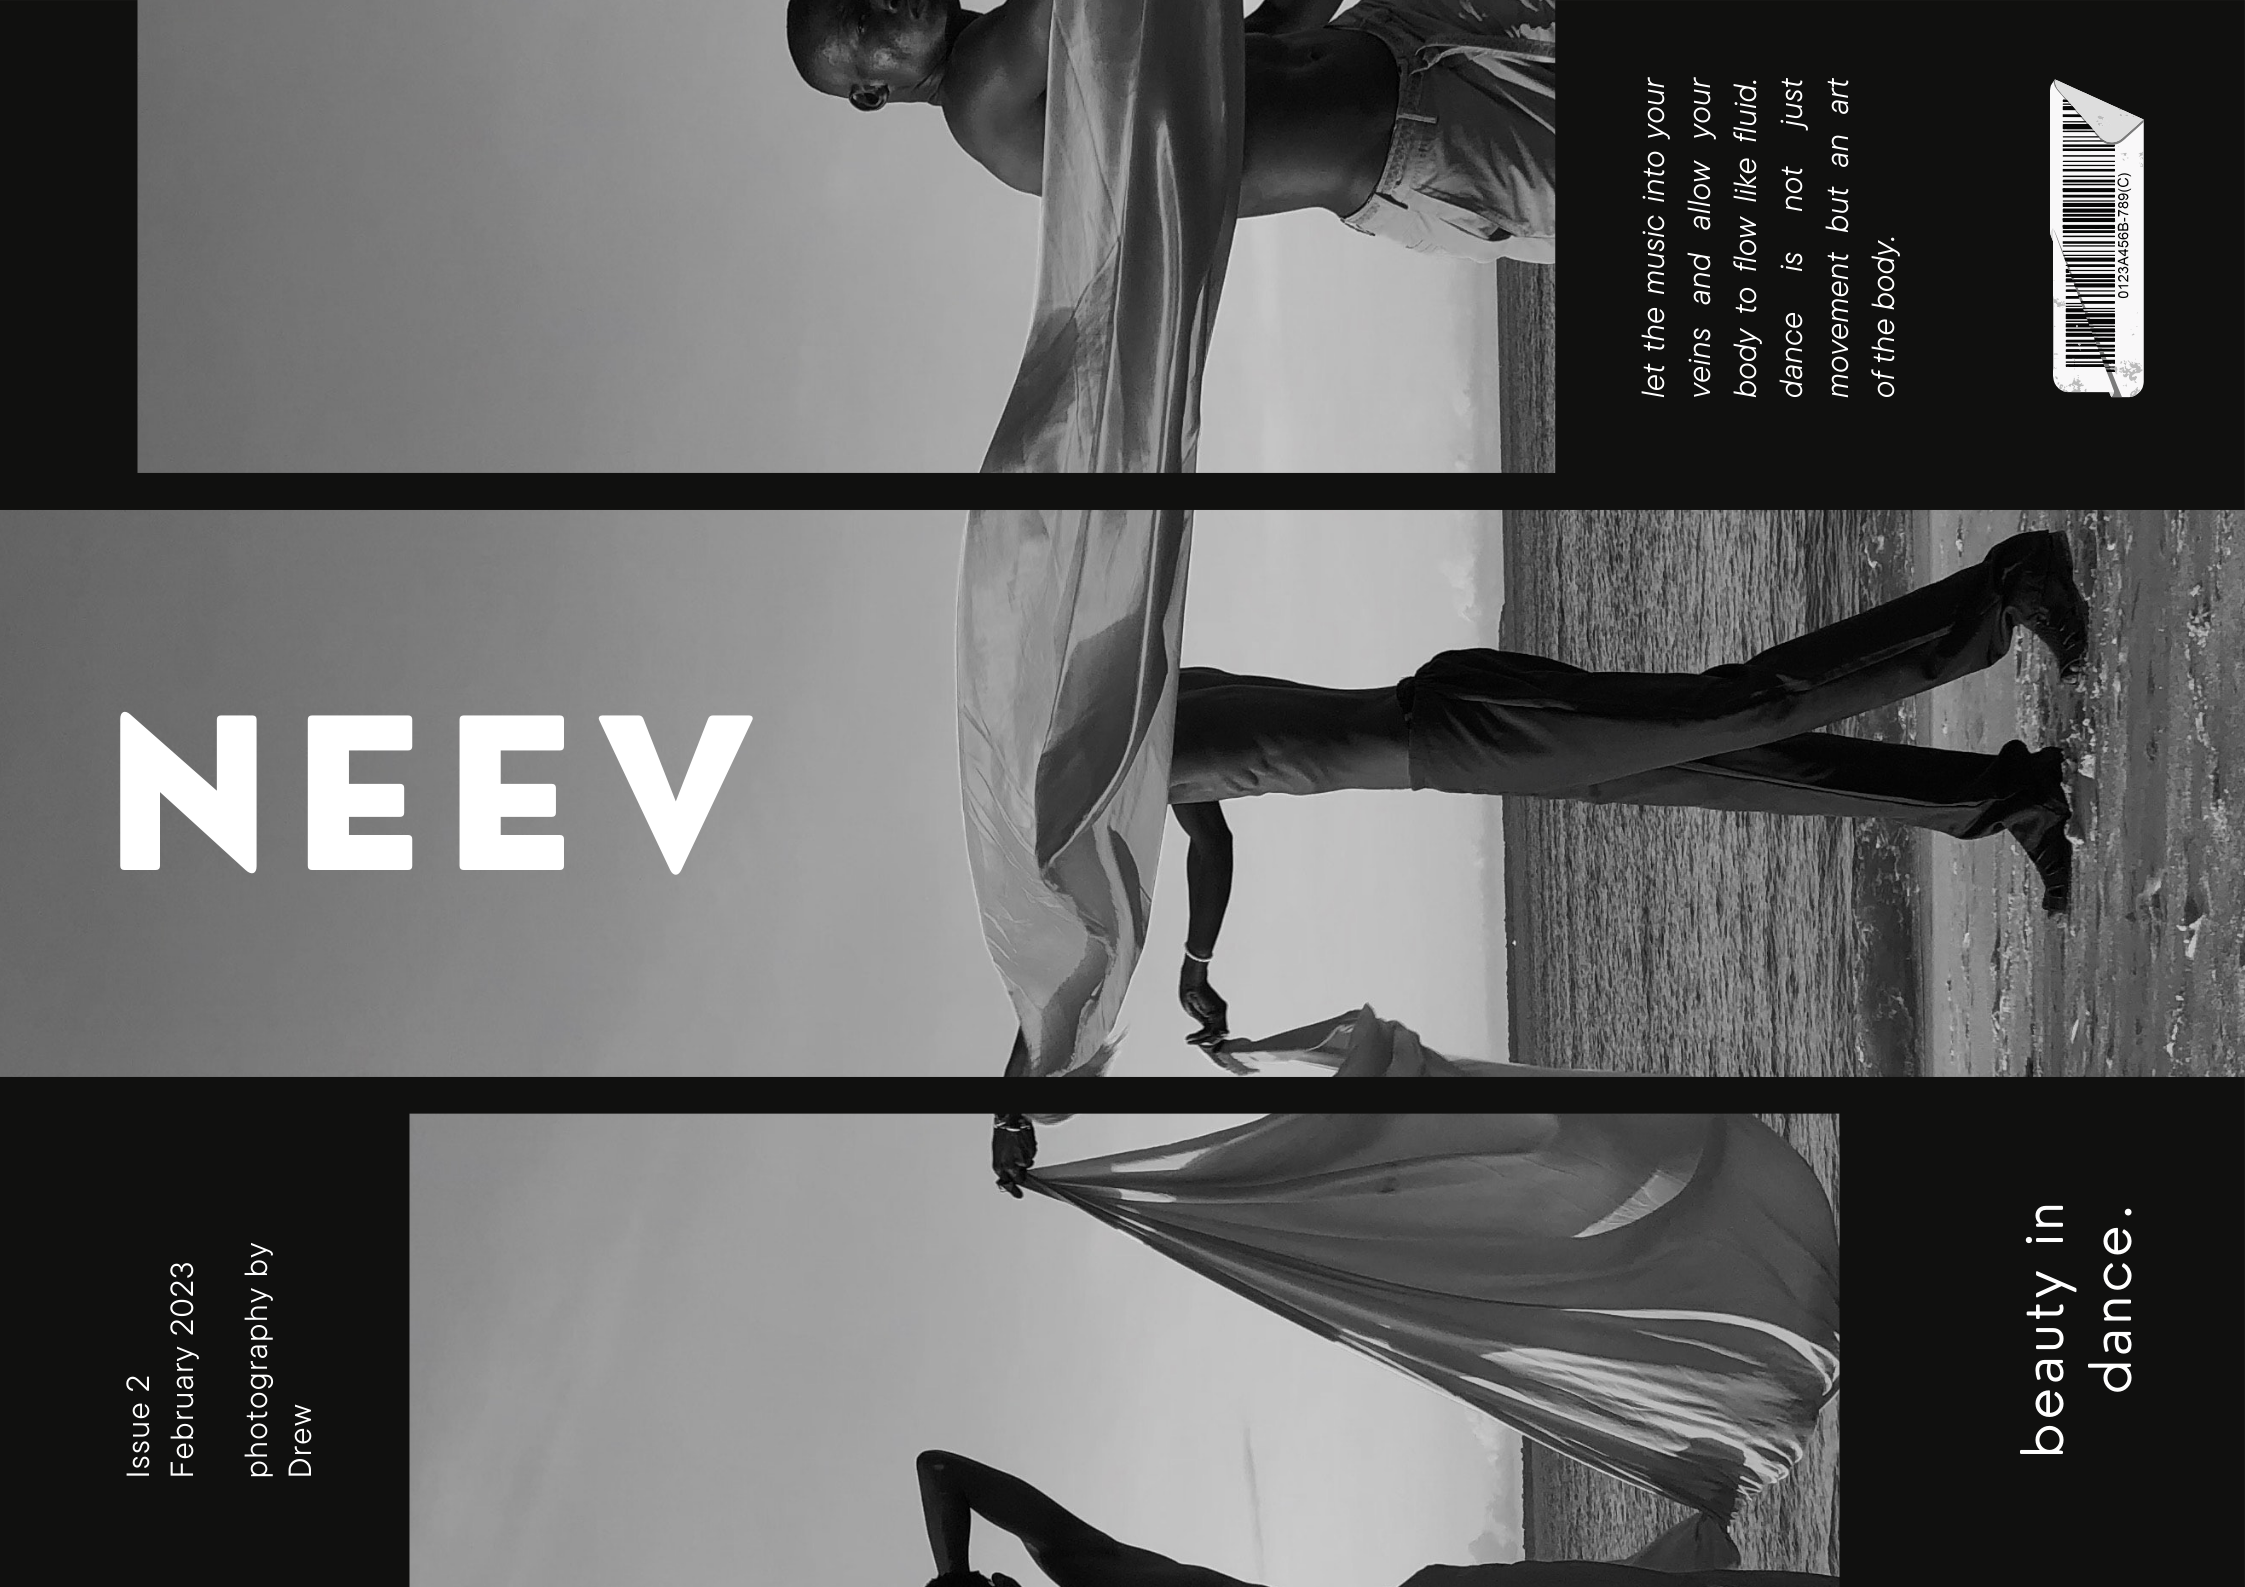 NEEV
Issue 2
February 2023
photography by
Drew
let the music into your
veins and allow your
body to flow like fluid.
dance is not just
movement but an art
of the body.
0123A456B-789(C)
beauty in
dance.